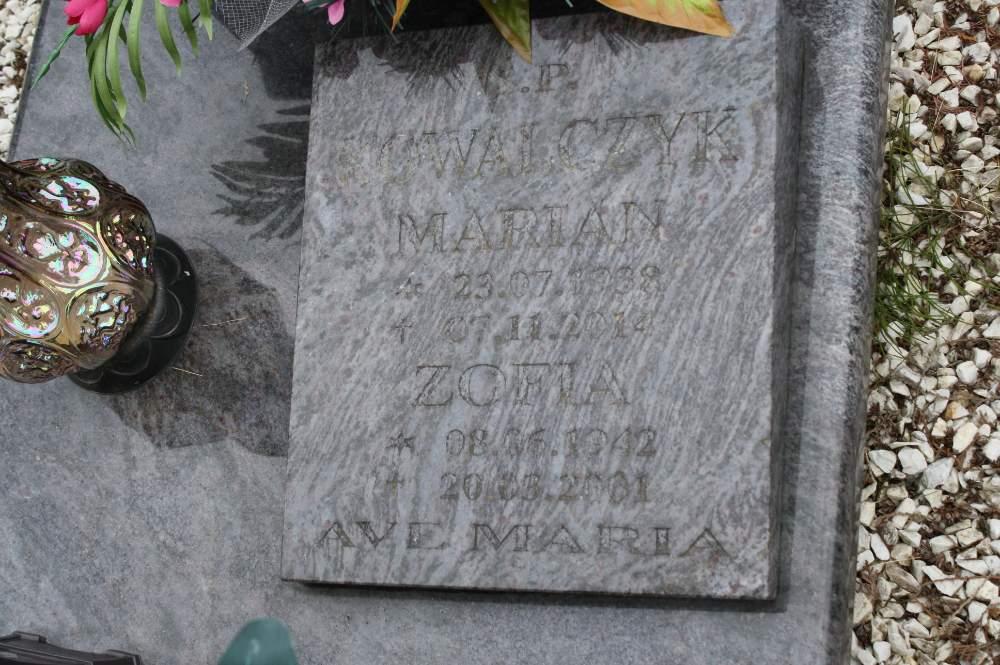 Ś.P.
KOWALCZYK
MARIAN
* 23.07.1938
† 07.11.2014
ZOFIA
* 08.06.1942
† 20.03.2001
AVE MARIA